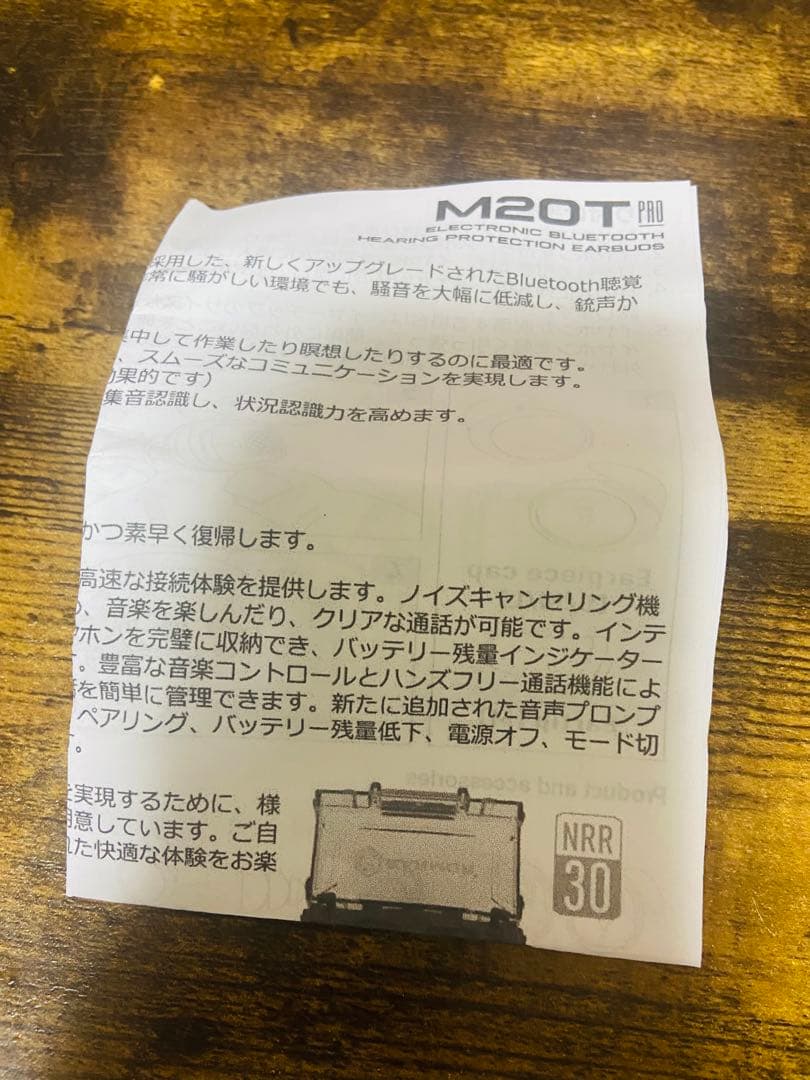 M20T PRO
ELECTRONIC BLUETOOTH
HEARING PROTECTION EARBUDS
採用した、新しくアップグレードされたBluetooth聴覚
常に騒がしい環境でも、騒音を大幅に低減し、銃声か
中して作業したり瞑想したりするのに最適です。
、スムーズなコミュニケーションを実現します。
果的です)
集音認識し、状況認識力を高めます。
かつ素早く復帰します。
高速な接続体験を提供します。ノイズキャンセリング機
、音楽を楽しんだり、クリアな通話が可能です。インテ
ホンを完璧に収納でき、バッテリー残量インジケーター
。豊富な音楽コントロールとハンズフリー通話機能によ
を簡単に管理できます。新たに追加された音声プロンプ
ペアリング、バッテリー残量低下、電源オフ、モード切
。
実現するために、様
意しています。ご自
た快適な体験をお楽
NRR
30
Earpiece cap
Product and accessories